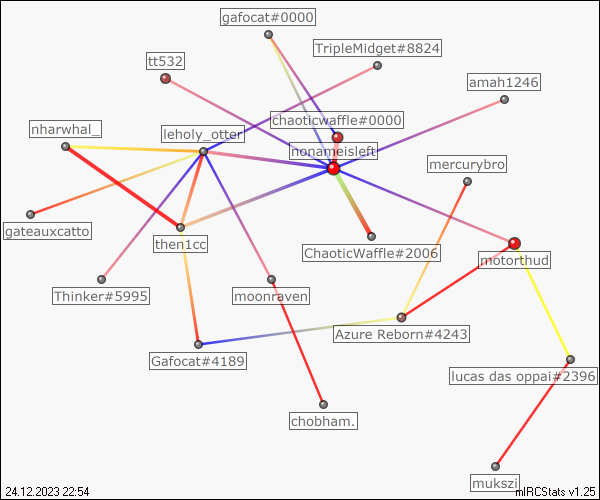 gafocat#0000
TripleMidget#8824
tt532
amah1246
chaoticwaffle#0000
nharwhal_
leholy_otter
nonameisleft
mercurybro
gateauxcatto
then1cc
ChaoticWaffle#2006
motorthud
Thinker#5995
moonraven
Azure Reborn#4243
Gafocat#4189
lucas das oppai#2396
chobham.
mukszi
24.12.2023 22:54
mIRCStats v1.25